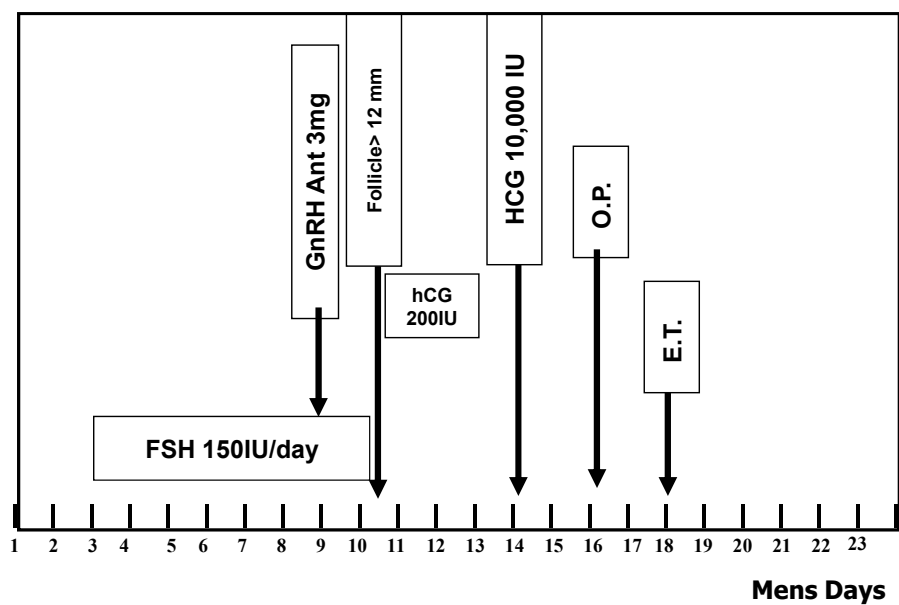 GnRH Ant 3mg
Follicle> 12 mm
HCG 10,000 IU
O.P.
hCG
200IU
E.T.
FSH 150IU/day
1 2 3 4 5 6 7 8 9 10 11 12 13 14 15 16 17 18 19 20 21 22 23
Mens Days